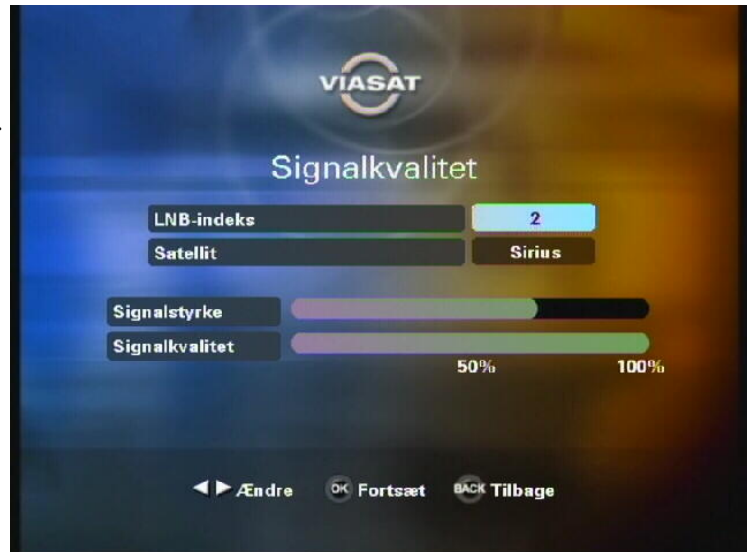 VIASAT
Signalkvalitet
LNB-indeks 2
Satellit Sirius
Signalstyrke
Signalkvalitet
50% 100%
Ændre OK Fortsæt BACK Tilbage